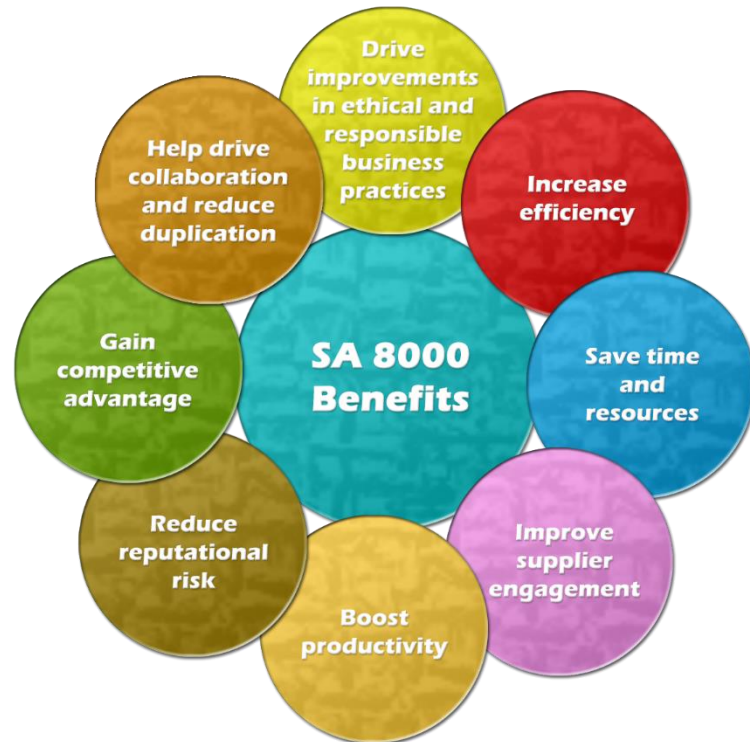 Drive
improvements
in ethical and
responsible
business
practices
Increase
efficiency
Save time
and
resources
Improve
supplier
engagement
Boost
productivity
Reduce
reputational
risk
Gain
competitive
advantage
Help drive
collaboration
and reduce
duplication
SA 8000
Benefits